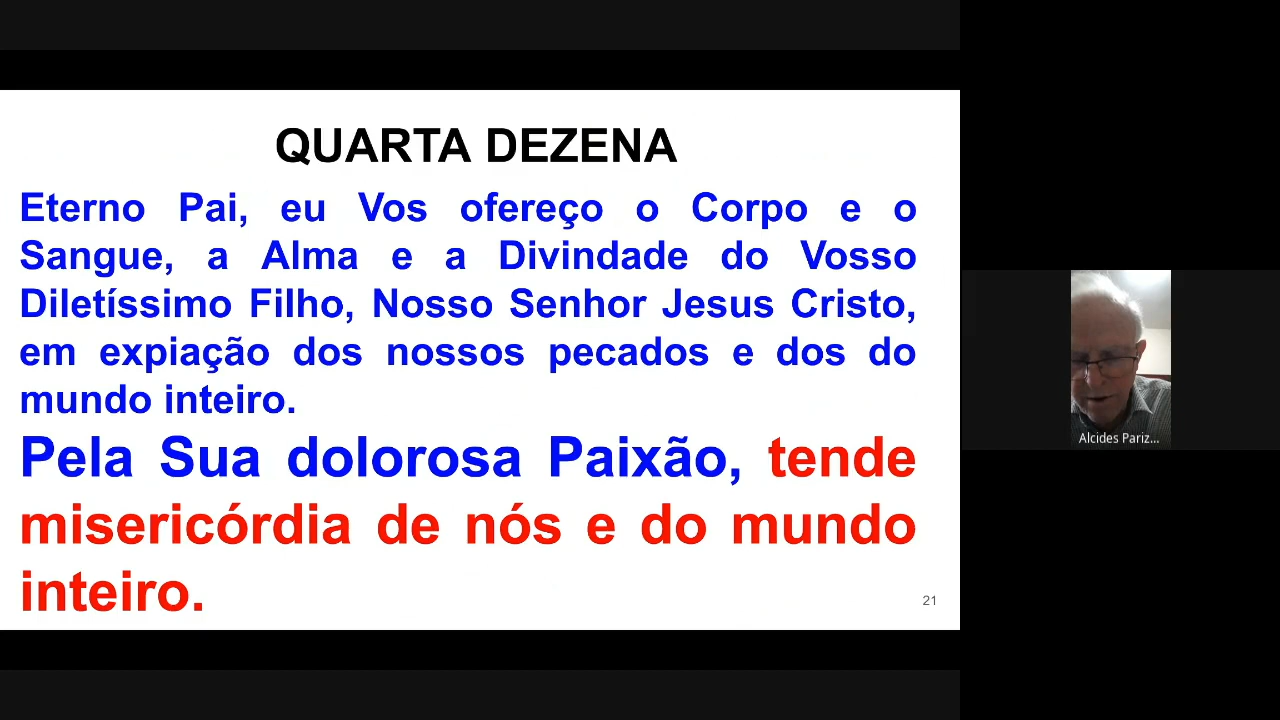 QUARTA DEZENA
Eterno Pai, eu Vos ofereço o Corpo e o
Sangue, a Alma e a Divindade do Vosso
Diletíssimo Filho, Nosso Senhor Jesus Cristo,
em expiação dos nossos pecados e dos do
mundo inteiro.
Pela Sua dolorosa Paixão, tende
misericórdia de nós e do mundo
inteiro.
21
Alcides Pariz...